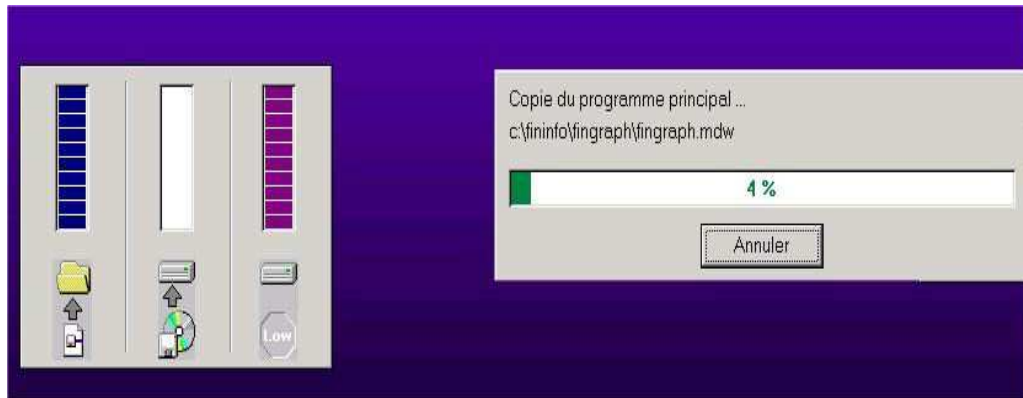 Copie du programme principal ...
c:\fininfo\fingraph\fingraph.mdw
4 %
Annuler
Low